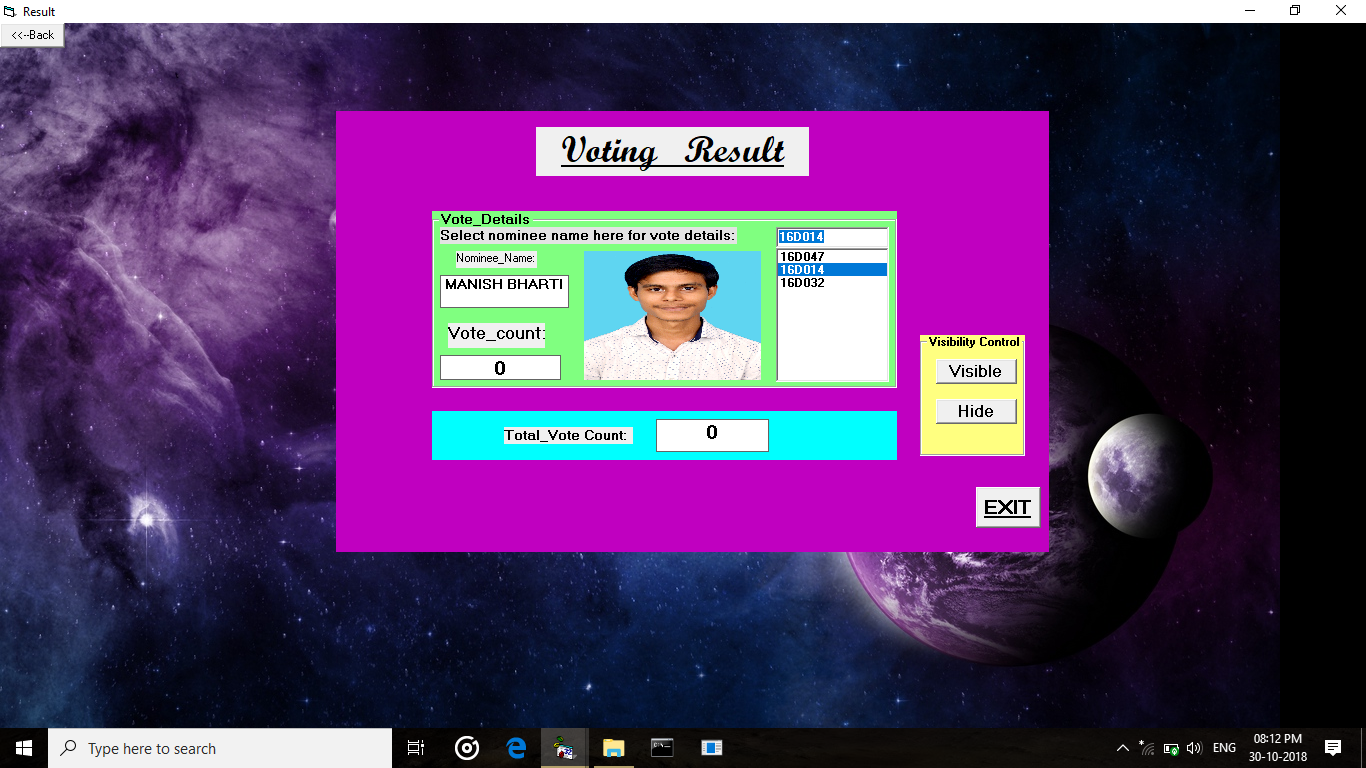 Result
<<--Back
Voting Result
Vote_Details
Select nominee name here for vote details:
16D014
Nominee_Name:
16D047
16D014
16D032
MANISH BHARTI
Vote_count:
0
Visibility Control
Visible
Hide
Total_Vote Count:
0
EXIT
Type here to search
ENG
08:12 PM
30-10-2018